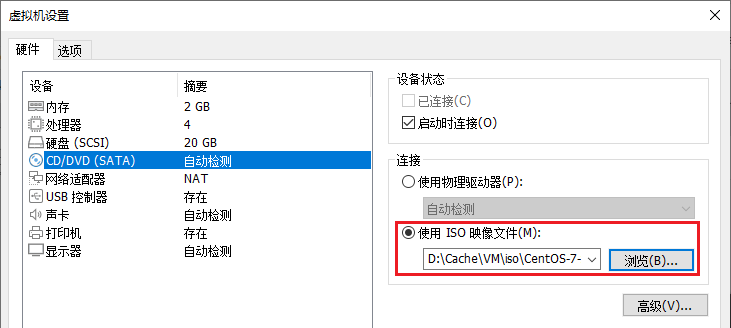 虚拟机设置
硬件 选项
设备 摘要
内存 2 GB
处理器 4
硬盘 (SCSI) 20 GB
CD/DVD (SATA) 自动检测
网络适配器 NAT
USB 控制器 存在
声卡 自动检测
打印机 存在
显示器 自动检测
设备状态
已连接(C)
启动时连接(O)
连接
使用物理驱动器(P):
自动检测
使用 ISO 映像文件(M):
D:\Cache\VM\iso\CentOS-7- 浏览(B)...
高级(V)...